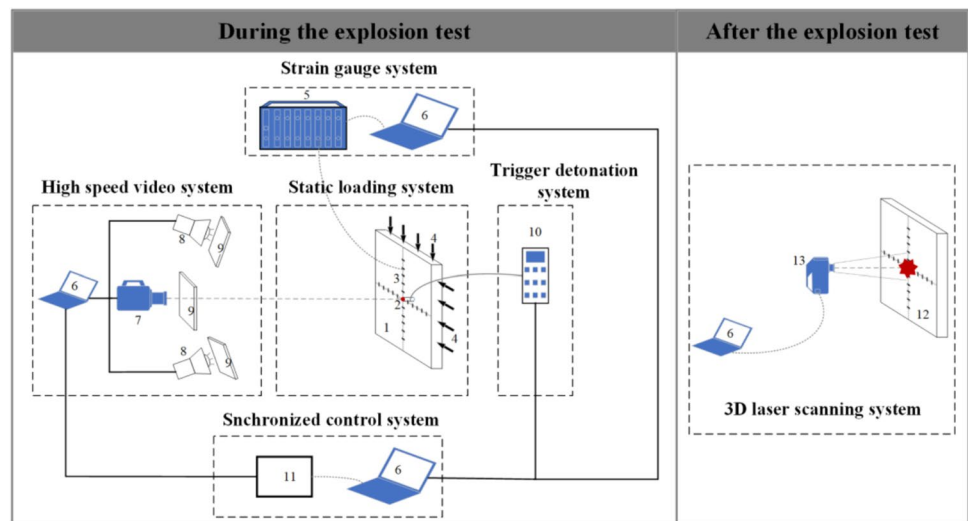 During the explosion test
After the explosion test
Strain gauge system
5
6
High speed video system
Static loading system
Trigger detonation
system
8
9
4
10
3
13
6
9
2
7
1
12
4
6
8
9
3D laser scanning system
Snchronized control system
11
6